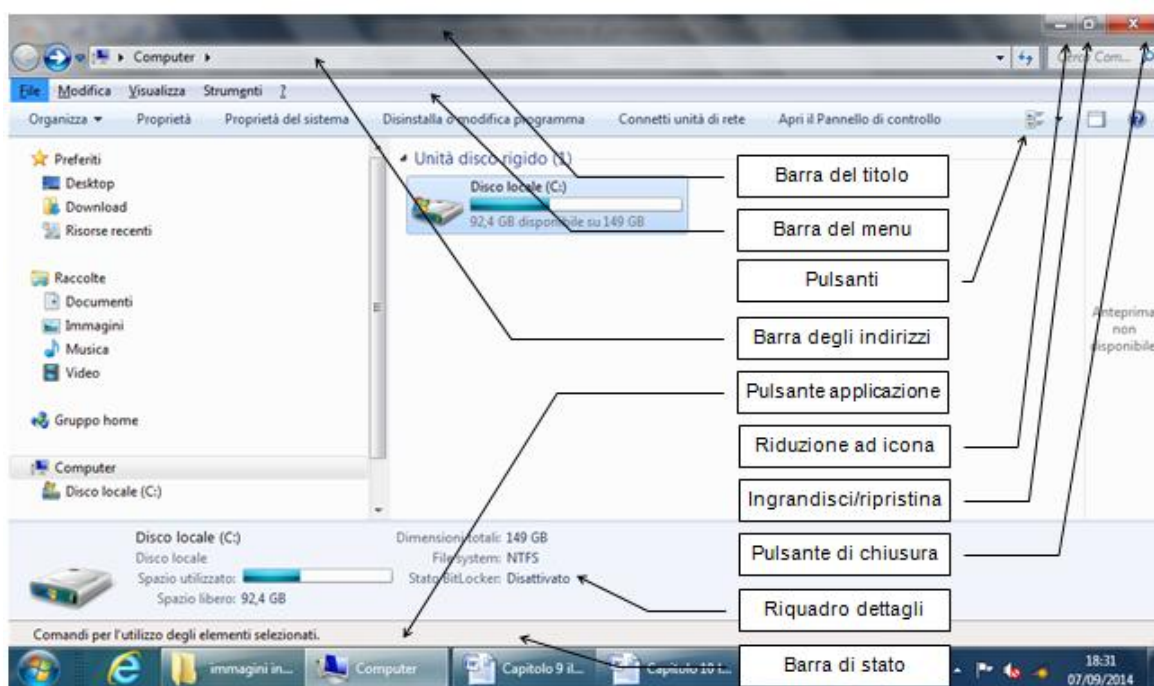 Computer
File Modifica Visualizza Strumenti ?
Organizza Proprietà Proprietà del sistema Disinstalla o modifica programma Connetti unità di rete Apri il Pannello di controllo
Preferiti
Desktop
Download
Risorse recenti
Raccolte
Documenti
Immagini
Musica
Video
Gruppo home
Computer
Disco locale (C:)
Unità disco rigido (1)
Disco locale (C:)
92,4 GB disponibile su 149 GB
Barra del titolo
Barra del menu
Pulsanti
Barra degli indirizzi
Pulsante applicazione
Riduzione ad icona
Ingrandisci/ripristina
Pulsante di chiusura
Riquadro dettagli
Barra di stato
Anteprima
non
disponibile
Disco locale (C:)
Disco locale
Spazio utilizzato:
Spazio libero: 92,4 GB
Dimensioni totali: 149 GB
File system: NTFS
Stato BitLocker: Disattivato
Comandi per l'utilizzo degli elementi selezionati.
immagini in... Computer Capitolo 9 il... Capitolo 10
18:31
07/09/2014